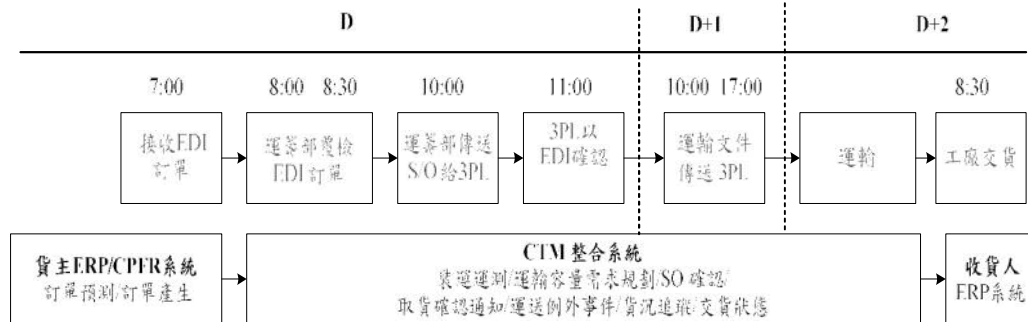 D
D+1
D+2
7:00
8:00 8:30
10:00
11:00
10:00 17:00
8:30
接收EDI
訂單
運籌部覆檢
EDI訂單
運籌部傳送
S/O給3PL
3PL以
EDI確認
運輸文件
傳送3PL
運輸
工廠交貨
貨主ERP/CPFR系統
訂單預測/訂單產生
CTM 整合系統
裝運運測/運輸容量需求規劃/SO 確認/
取貨確認通知/運送例外事件/貨況追蹤/交貨狀態
收貨人
ERP系統